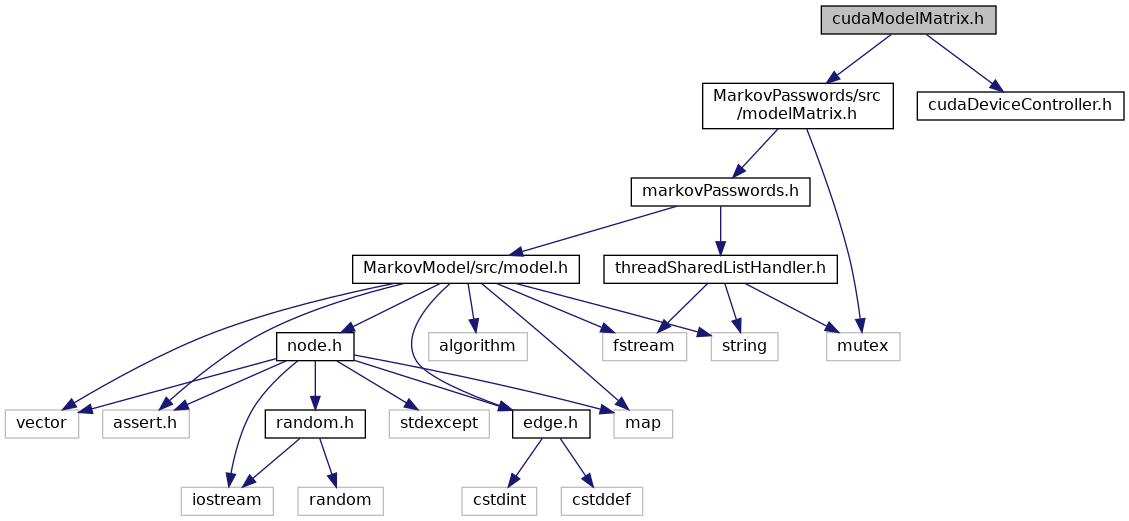 cudaModelMatrix.h
MarkovPasswords/src
/modelMatrix.h
cudaDeviceController.h
markovPasswords.h
MarkovModel/src/model.h
threadSharedListHandler.h
node.h
algorithm
fstream
string
mutex
vector
assert.h
random.h
stdexcept
edge.h
map
iostream
random
cstdint
cstddef